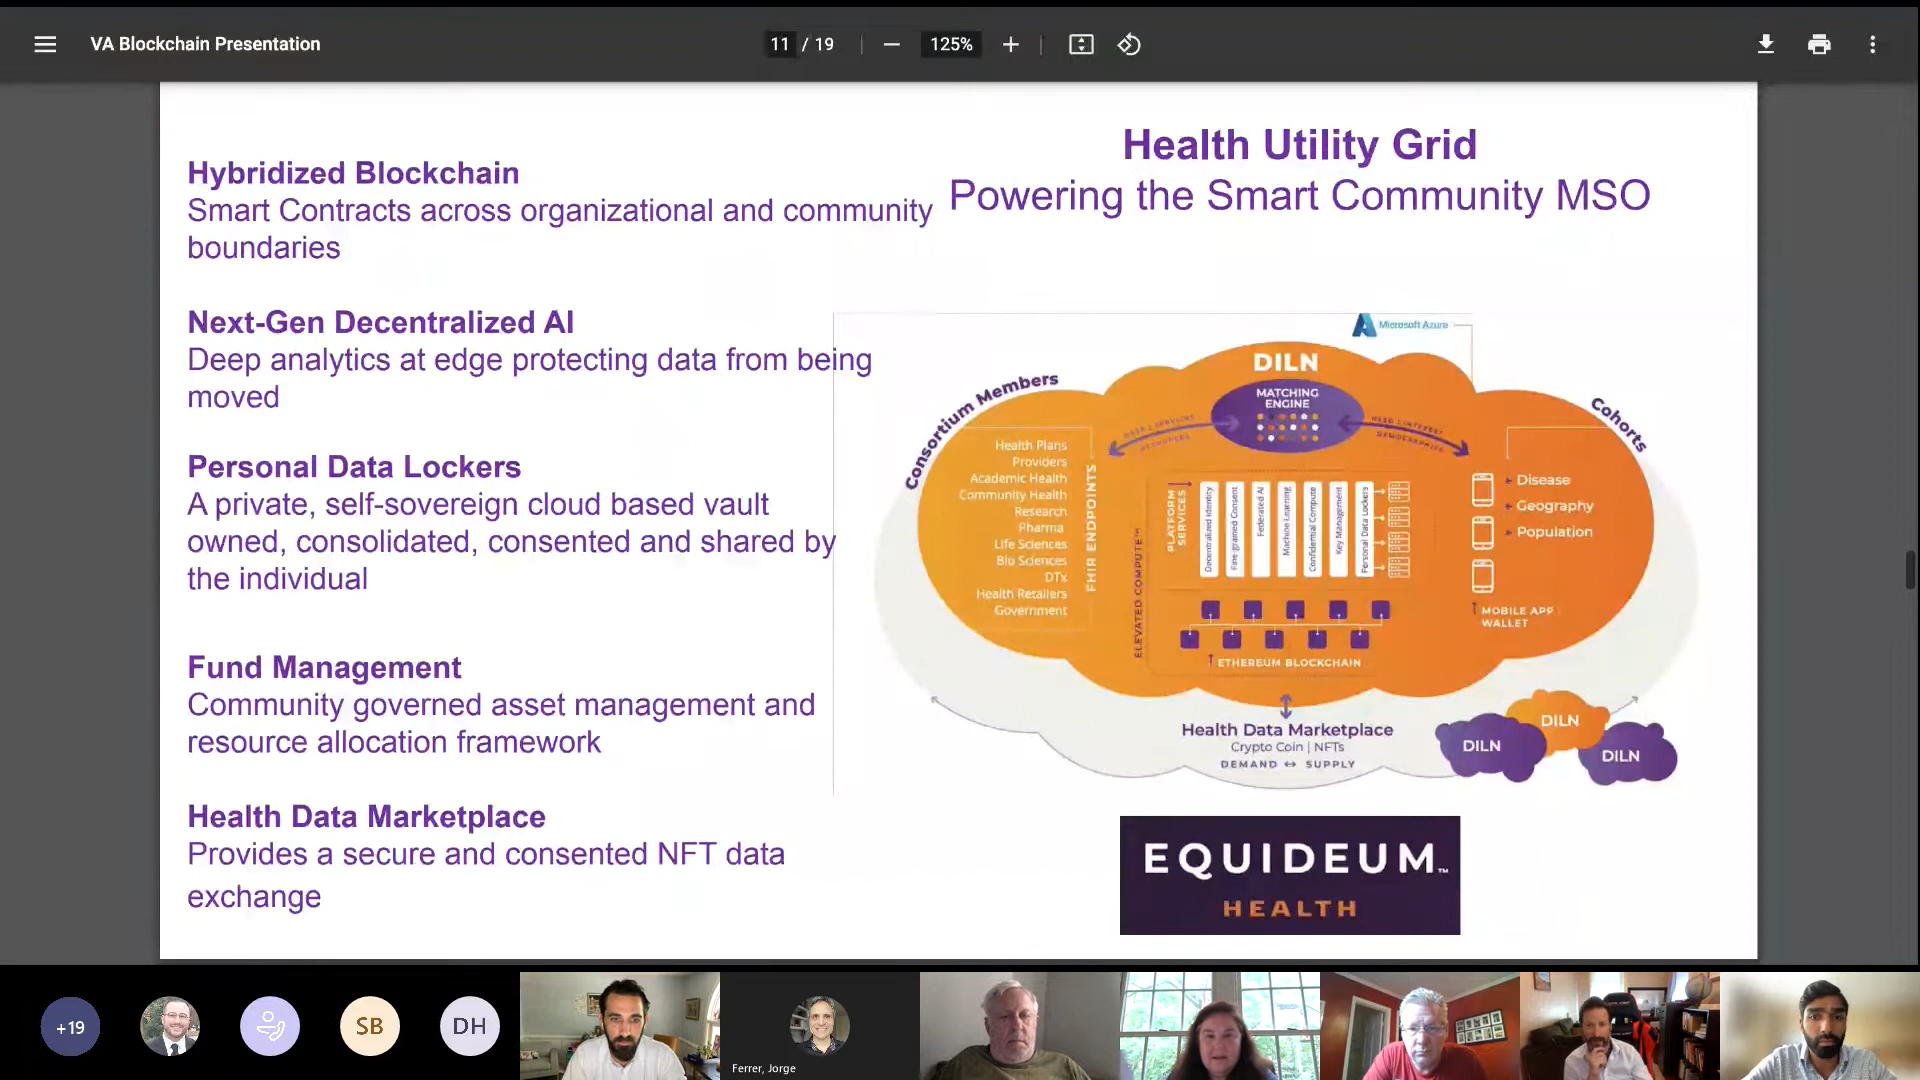 VA Blockchain Presentation
11 / 19
125%
Hybridized Blockchain
Smart Contracts across organizational and community
boundaries
Next-Gen Decentralized AI
Deep analytics at edge protecting data from being
moved
Personal Data Lockers
A private, self-sovereign cloud based vault
owned, consolidated, consented and shared by
the individual
Fund Management
Community governed asset management and
resource allocation framework
Health Data Marketplace
Provides a secure and consented NFT data
exchange
Health Utility Grid
Powering the Smart Community MSO
Microsoft Azure
DILN
MATCHING
ENGINE
Consortium Members
Cohorts
NEED | INTEREST
DEMOGRAPHICS
Health Plans
Providers
Academic Health
Community Health
Research
Pharma
Life Sciences
Bio Sciences
DTx
Health Retailers
Government
FHIR ENDPOINTS
ELEVATED COMPUTE™
PLATFORM
SERVICES
Decentralized Identity
Fine-grained Consent
Federated AI
Machine Learning
Confidential Compute
Key Management
Personal Data Lockers
ETHEREUM BLOCKCHAIN
Disease
Geography
Population
MOBILE APP
WALLET
Health Data Marketplace
Crypto Coin | NFTs
DEMAND ↔ SUPPLY
DILN
DILN
DILN
EQUIDEUM™
HEALTH
+19
SB
DH
Ferrer, Jorge